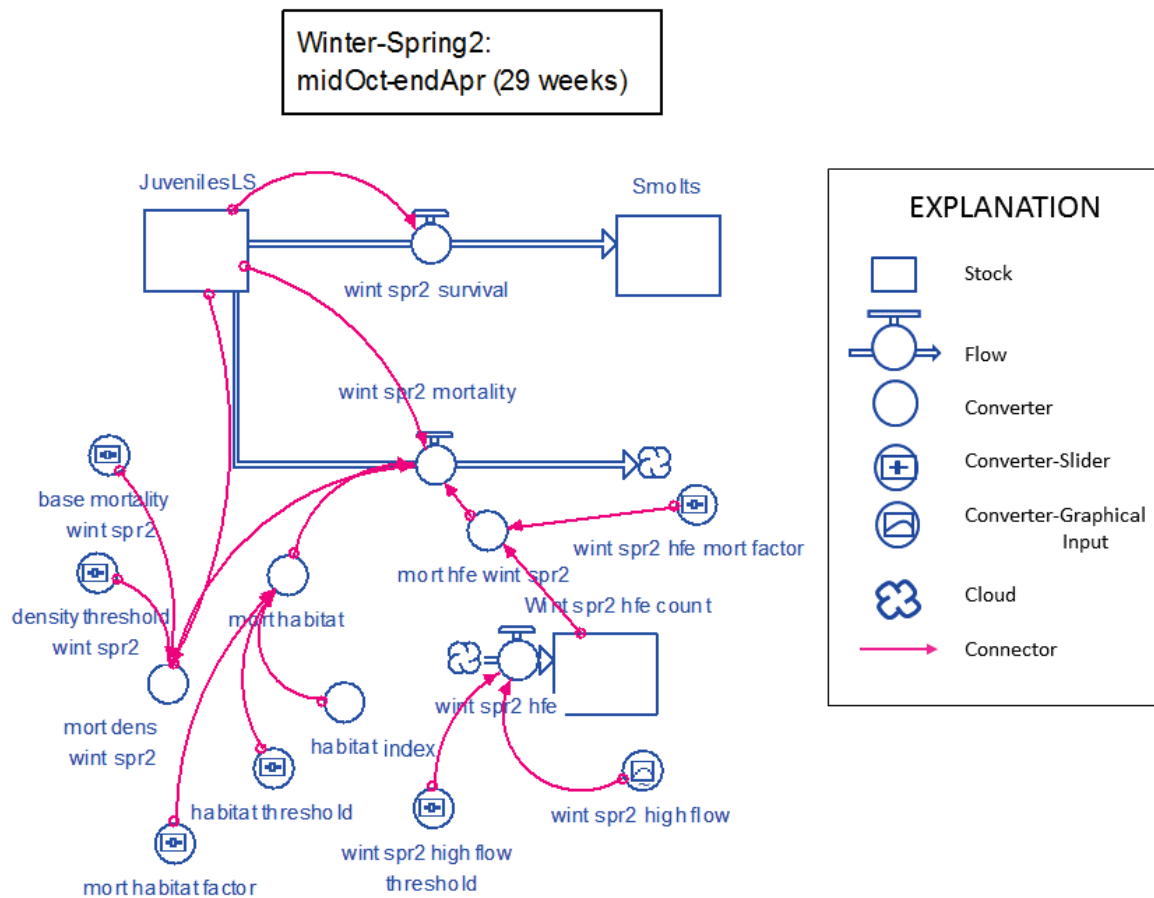 Winter-Spring2:
midOct-endApr (29 weeks)
JuvenilesLS
Smolts
wint spr2 survival
wint spr2 mortality
base mortality
wint spr2
density threshold
wint spr2
mort dens
wint spr2
mort habitat
habitat index
habitat threshold
mort habitat factor
wint spr2 hfe mort factor
mort hfe wint spr2
Wint spr2 hfe count
wint spr2 hfe
wint spr2 high flow
wint spr2 high flow
threshold
EXPLANATION
Stock
Flow
Converter
Converter-Slider
Converter-Graphical
Input
Cloud
Connector